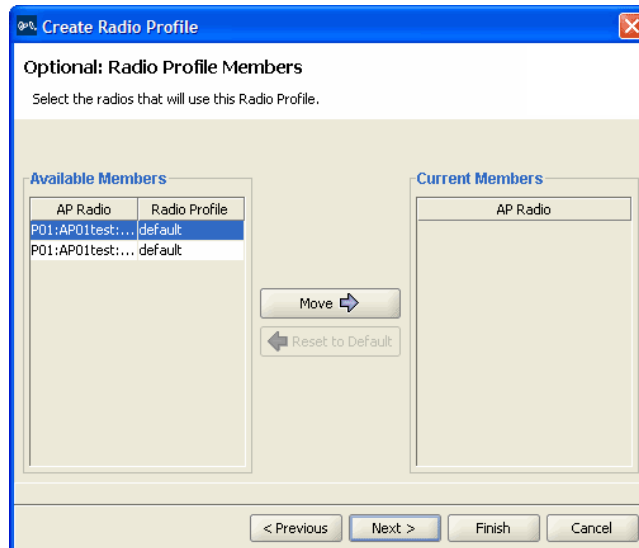 Create Radio Profile
Optional: Radio Profile Members
Select the radios that will use this Radio Profile.
Available Members
Current Members
AP Radio Radio Profile
AP Radio
P01:AP01test:... default
P01:AP01test:... default
Move
Reset to Default
< Previous Next > Finish Cancel